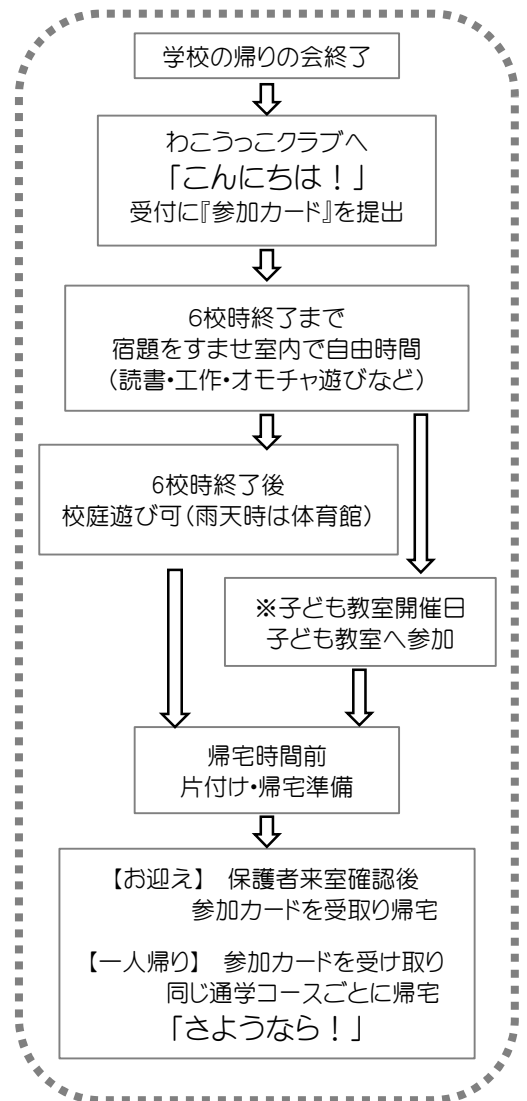 学校の帰りの会終了
わこうっこクラブへ
「こんにちは！」
受付に『参加カード』を提出
6校時終了まで
宿題をすませ室内で自由時間
（読書・工作・オモチャ遊びなど）
6校時終了後
校庭遊び可（雨天時は体育館）
※子ども教室開催日
子ども教室へ参加
帰宅時間前
片付け・帰宅準備
【お迎え】 保護者来室確認後
参加カードを受取り帰宅
【一人帰り】 参加カードを受け取り
同じ通学コースごとに帰宅
「さようなら！」